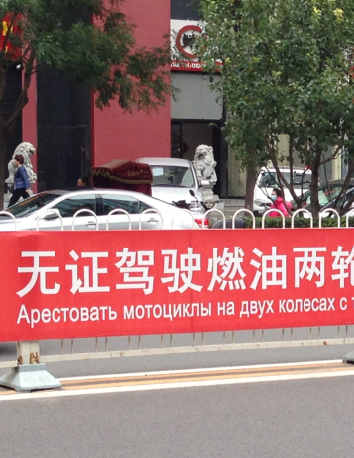 无证驾驶燃油两轮
Арестовать мотоциклы на двух колесах с